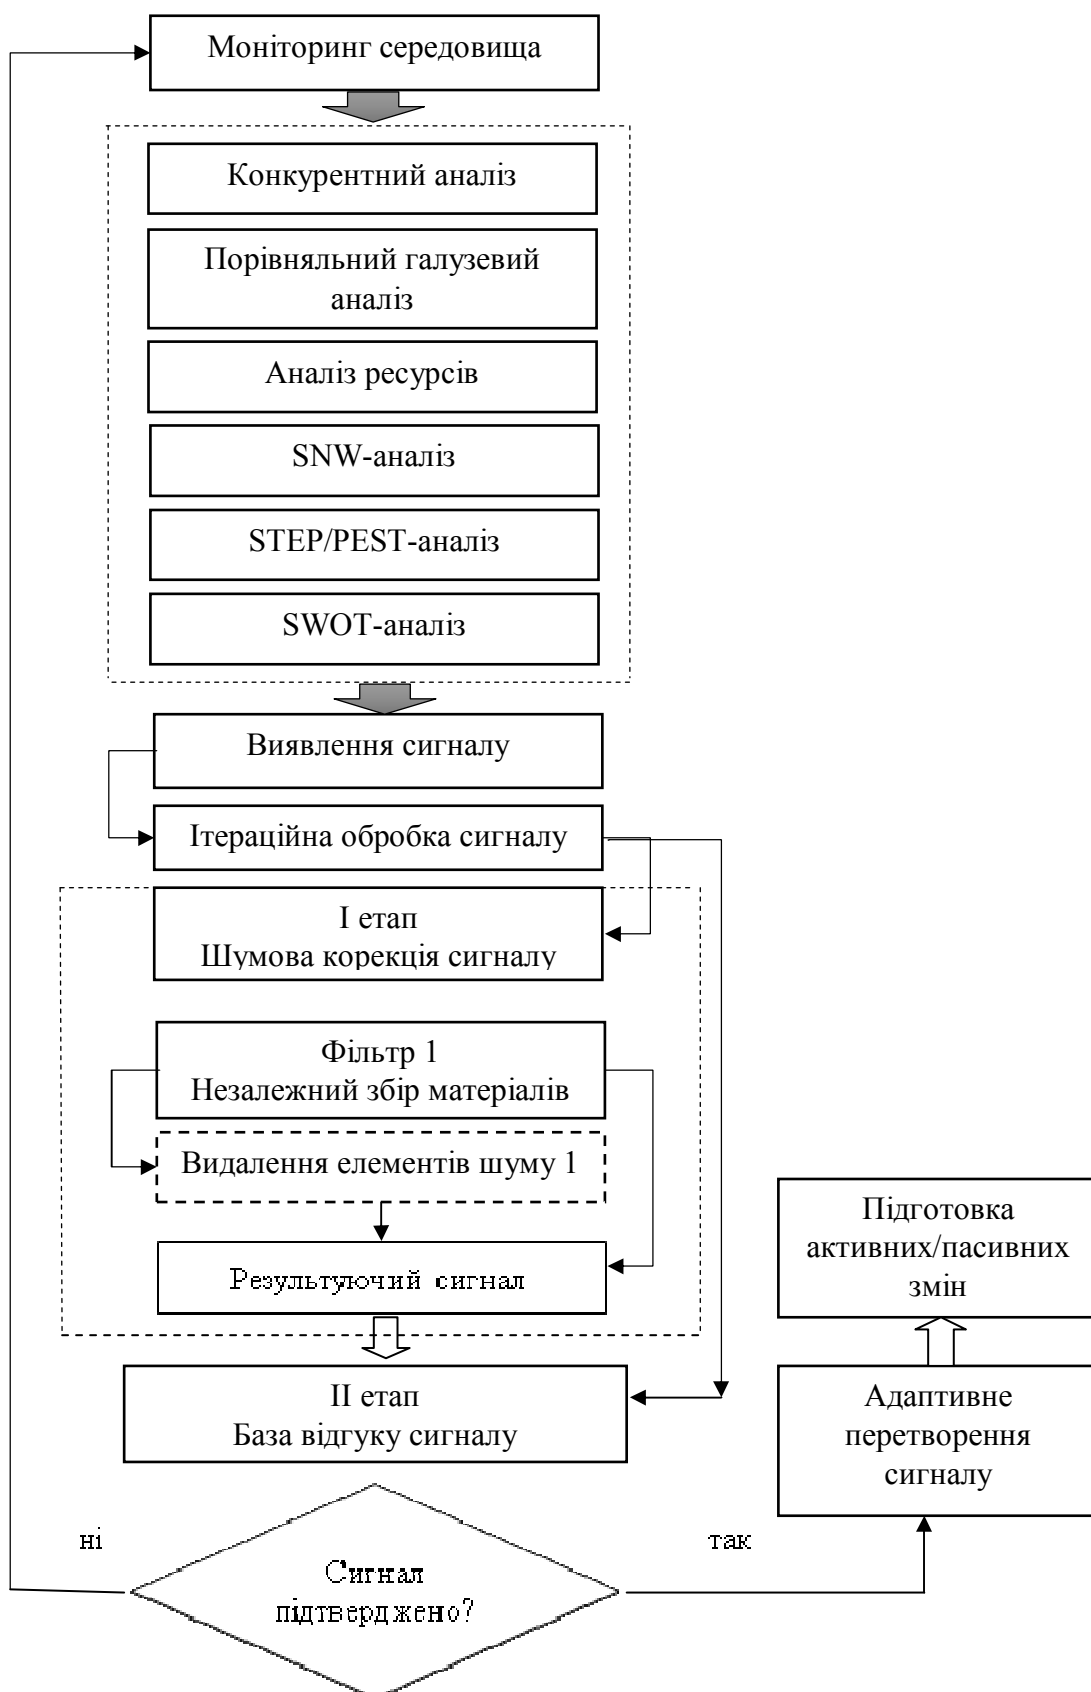 Моніторинг середовища
Конкурентний аналіз
Порівняльний галузевий
аналіз
Аналіз ресурсів
SNW-аналіз
STEP/PEST-аналіз
SWOT-аналіз
Виявлення сигналу
Ітераційна обробка сигналу
І етап
Шумова корекція сигналу
Фільтр 1
Незалежний збір матеріалів
Видалення елементів шуму 1
Результуючий сигнал
ІІ етап
База відгуку сигналу
Підготовка
активних/пасивних
змін
Адаптивне
перетворення
сигналу
ні
так
Сигнал
підтверджено?